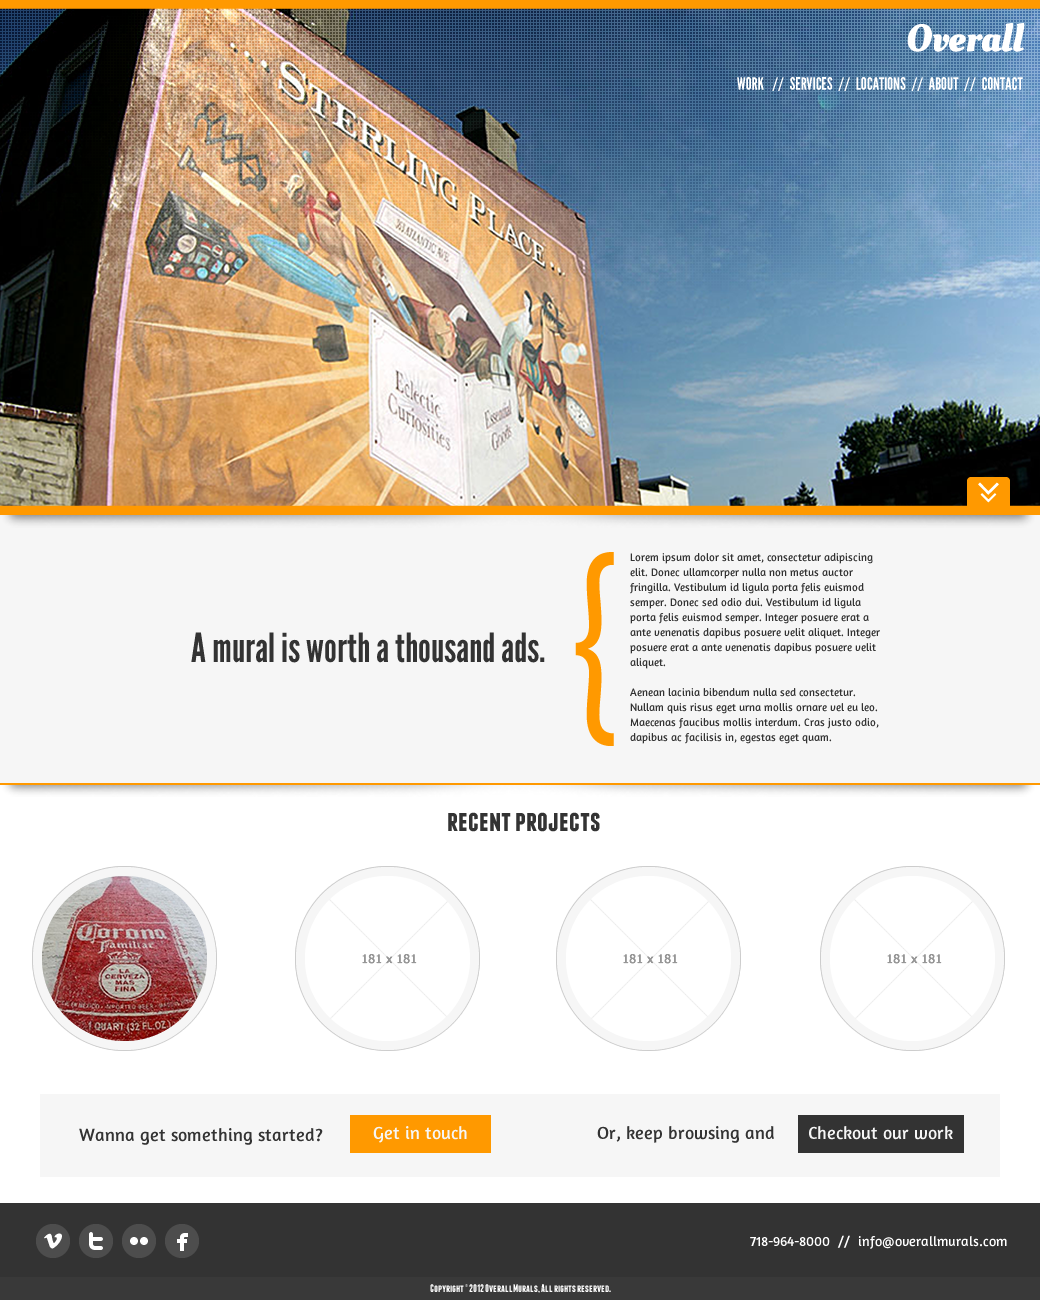 Overall
WORK // SERVICES // LOCATIONS // ABOUT // CONTACT
... STERLING PLACE ...
353 ATLANTIC AVE.
Eclectic
Curiosities
Essential
Goods
A mural is worth a thousand ads.
{
Lorem ipsum dolor sit amet, consectetur adipiscing
elit. Donec ullamcorper nulla non metus auctor
fringilla. Vestibulum id ligula porta felis euismod
semper. Donec sed odio dui. Vestibulum id ligula
porta felis euismod semper. Integer posuere erat a
ante venenatis dapibus posuere velit aliquet. Integer
posuere erat a ante venenatis dapibus posuere velit
aliquet.
Aenean lacinia bibendum nulla sed consectetur.
Nullam quis risus eget urna mollis ornare vel eu leo.
Maecenas faucibus mollis interdum. Cras justo odio,
dapibus ac facilisis in, egestas eget quam.
RECENT PROJECTS
Corona
Familiar
LA
CERVEZA
MAS
FINA
1 QUART (32 FL.OZ)
181 x 181
181 x 181
181 x 181
Wanna get something started?
Get in touch
Or, keep browsing and
Checkout our work
718-964-8000 // info@overallmurals.com
COPYRIGHT © 2012 OVERALL MURALS, ALL RIGHTS RESERVED.